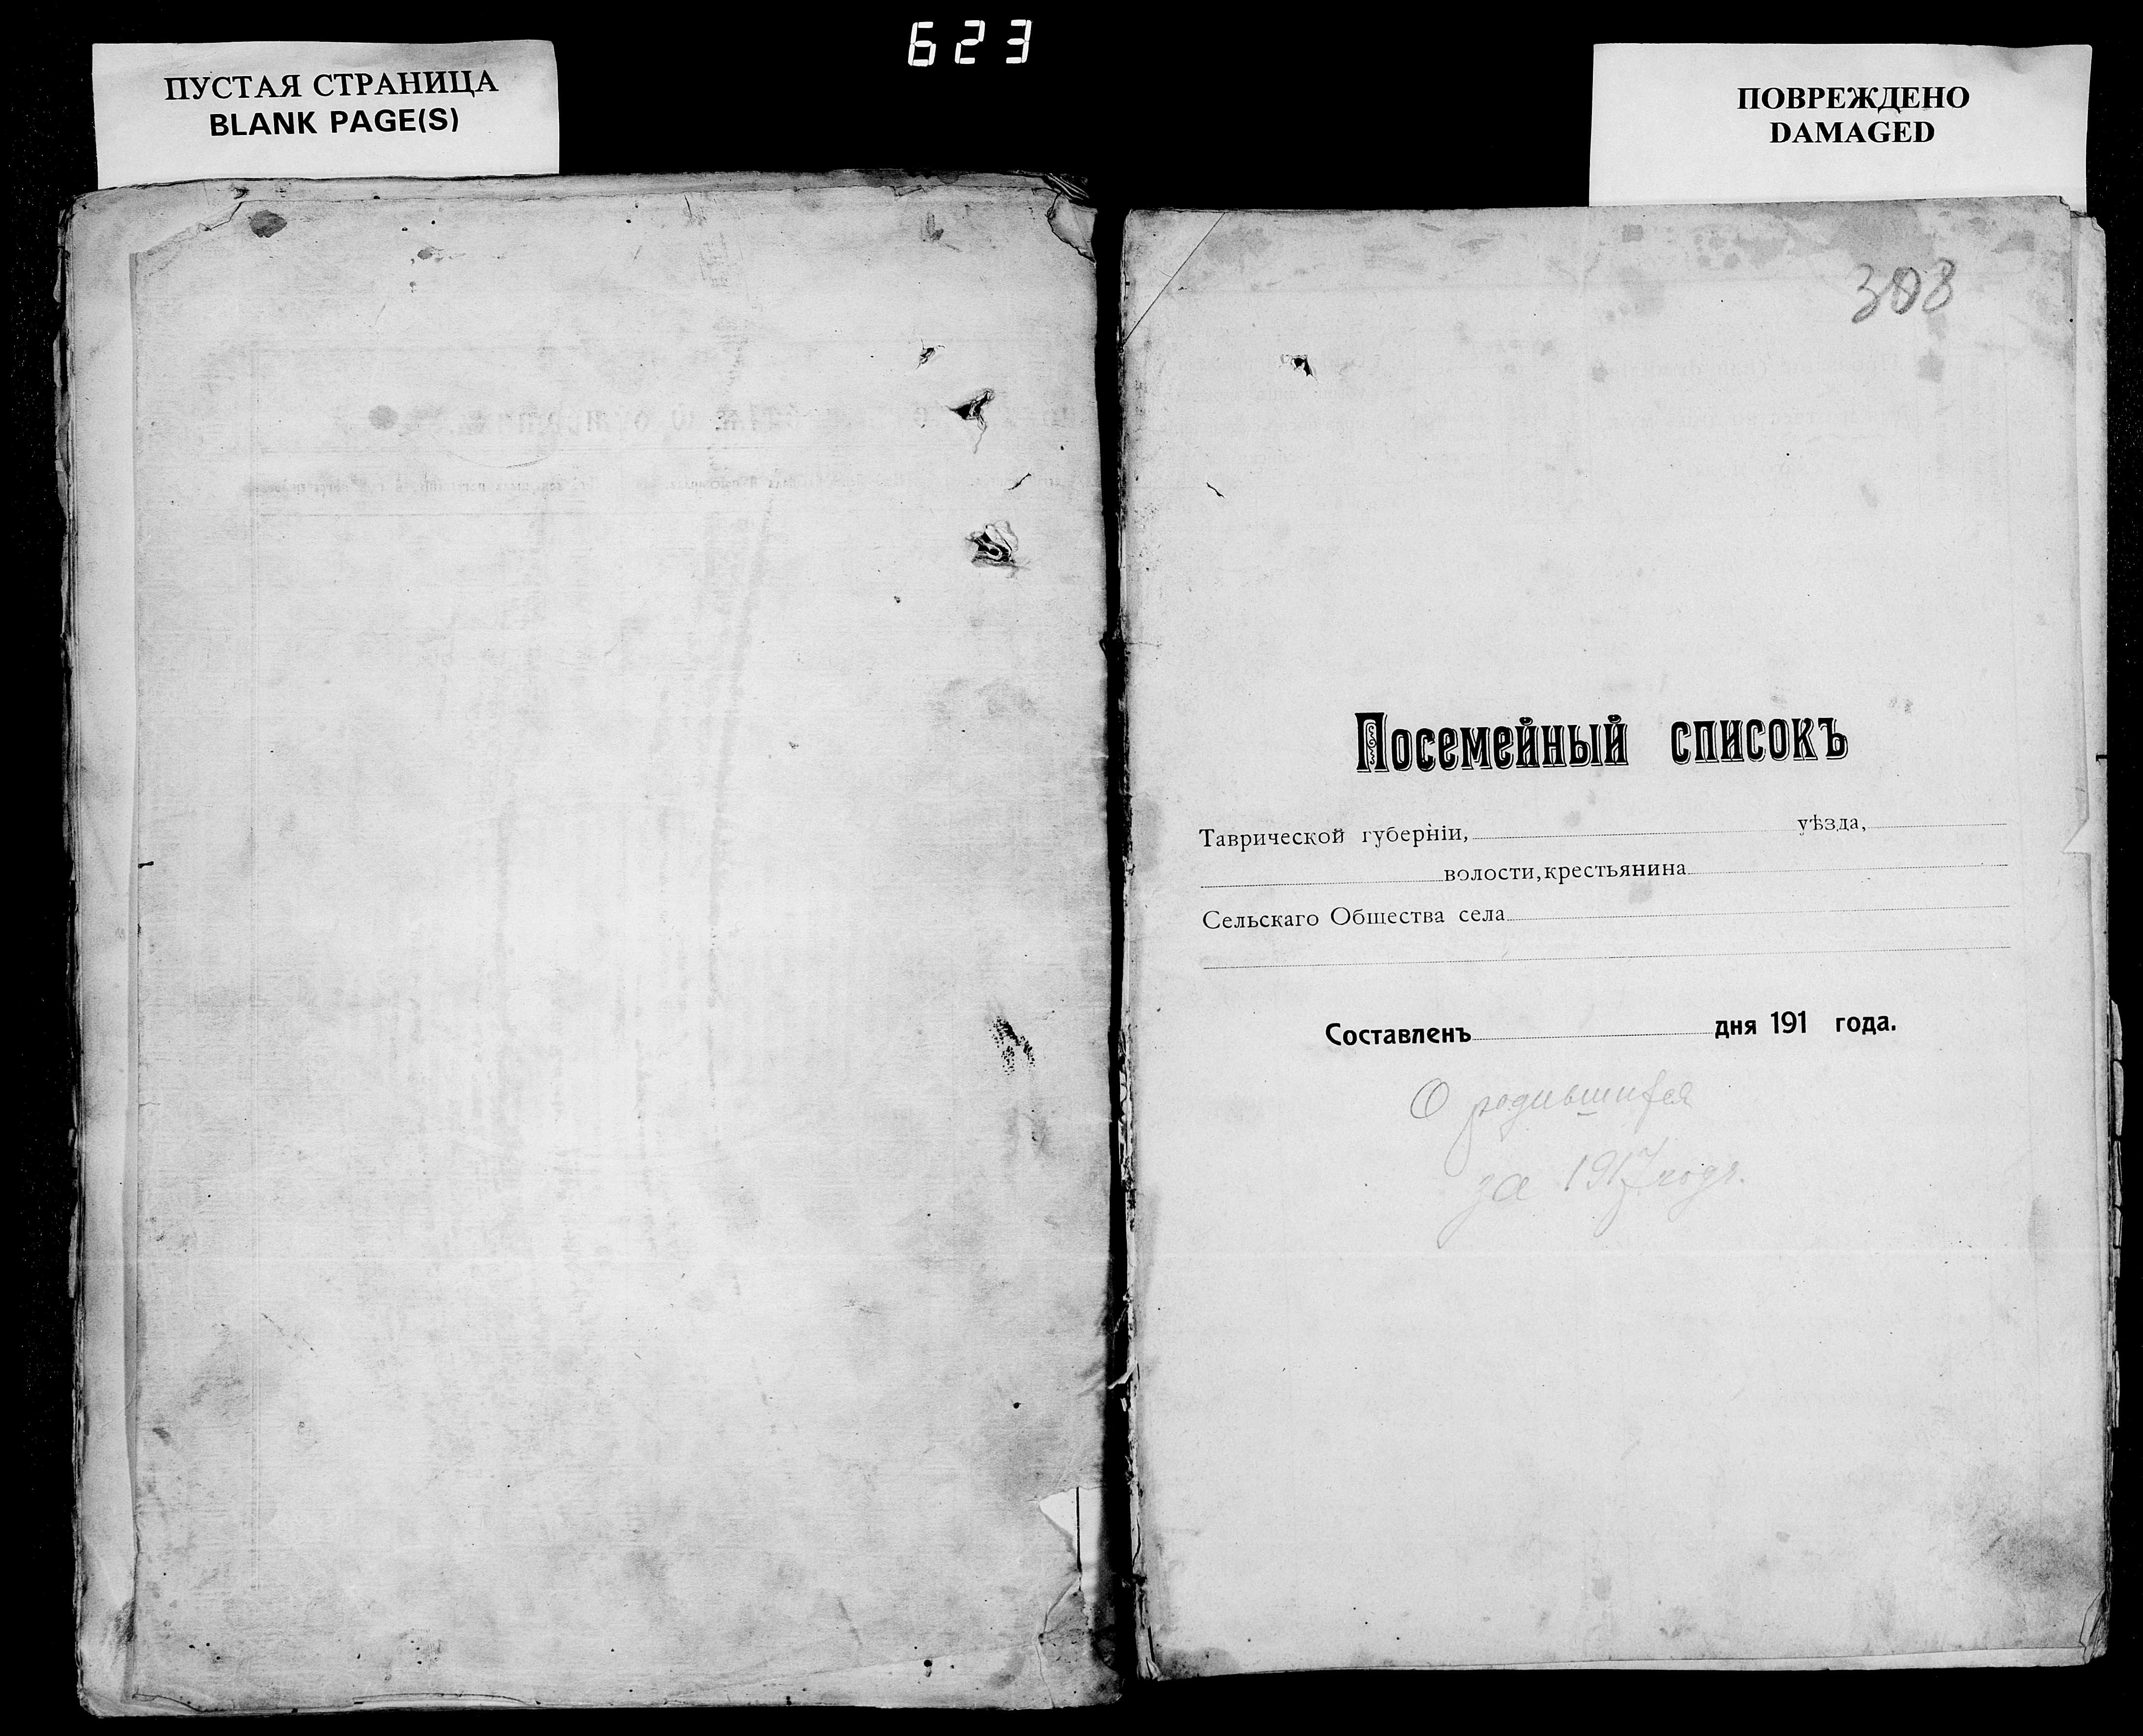 ПУСТАЯ СТРАНИЦА
BLANK PAGE(S)
623
ПОВРЕЖДЕНО
DAMAGED
308
Посемейный списокъ
Таврической губернiи, уѣзда,
волости, крестьянина
Сельскаго Общества села
Составленъ дня 191 года.
О родившихся
за 1917 годъ.